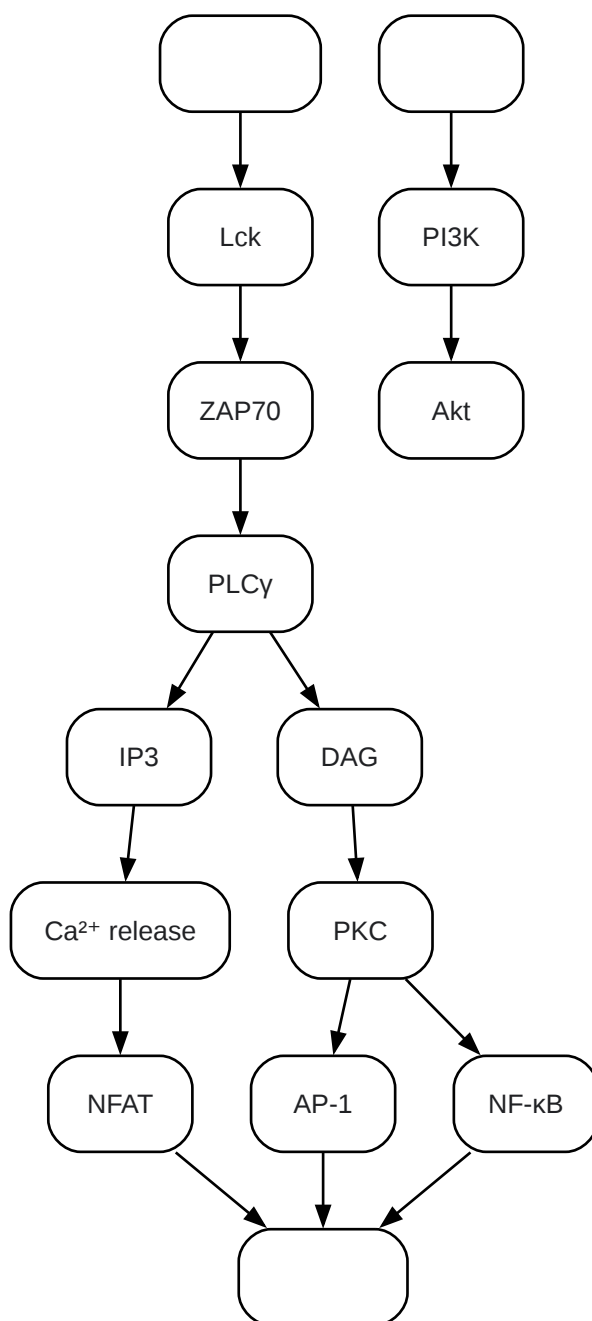 Lck
PI3K
ZAP70
Akt
PLCγ
IP3
DAG
Ca²⁺ release
PKC
NFAT
AP-1
NF-κB